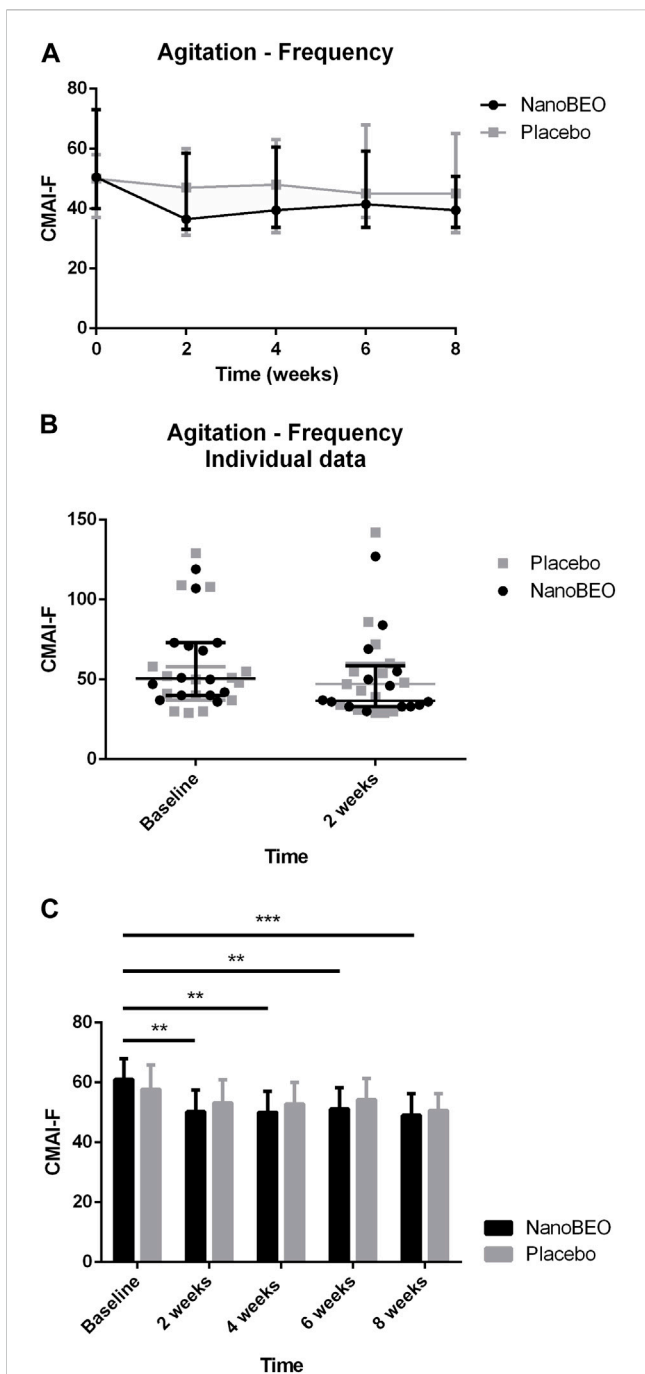 A
Agitation - Frequency
80
60
40
20
0
CMAI-F
0 2 4 6 8
Time (weeks)
NanoBEO
Placebo
B
Agitation - Frequency
Individual data
150
100
50
0
CMAI-F
Baseline
2 weeks
Time
Placebo
NanoBEO
C
***
**
**
**
80
60
40
20
0
CMAI-F
Baseline
2 weeks
4 weeks
6 weeks
8 weeks
Time
NanoBEO
Placebo